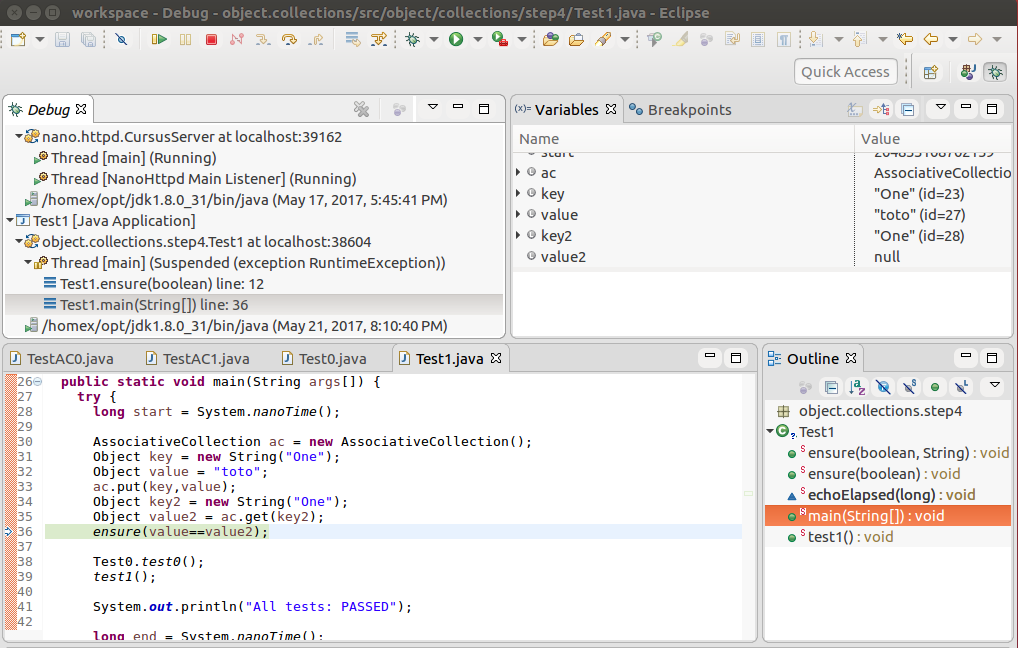 workspace - Debug - object.collections/src/object/collections/step4/Test1.java - Eclipse
Quick Access
Debug
nano.httpd.CursusServer at localhost:39162
Thread [main] (Running)
Thread [NanoHttpd Main Listener] (Running)
/homex/opt/jdk1.8.0_31/bin/java (May 17, 2017, 5:45:41 PM)
Test1 [Java Application]
object.collections.step4.Test1 at localhost:38604
Thread [main] (Suspended (exception RuntimeException))
Test1.ensure(boolean) line: 12
Test1.main(String[]) line: 36
/homex/opt/jdk1.8.0_31/bin/java (May 21, 2017, 8:10:40 PM)
(x)= Variables Breakpoints
Name Value
start
ac AssociativeCollectio
key "One" (id=23)
value "toto" (id=27)
key2 "One" (id=28)
value2 null
TestAC0.java TestAC1.java Test0.java Test1.java
26 public static void main(String args[]) {
27 try {
28 long start = System.nanoTime();
29
30 AssociativeCollection ac = new AssociativeCollection();
31 Object key = new String("One");
32 Object value = "toto";
33 ac.put(key,value);
34 Object key2 = new String("One");
35 Object value2 = ac.get(key2);
36 ensure(value==value2);
37
38 Test0.test0();
39 test1();
40
41 System.out.println("All tests: PASSED");
42
long end = System.nanoTime();
Outline
object.collections.step4
Test1
ensure(boolean, String) : void
ensure(boolean) : void
echoElapsed(long) : void
main(String[]) : void
test1() : void